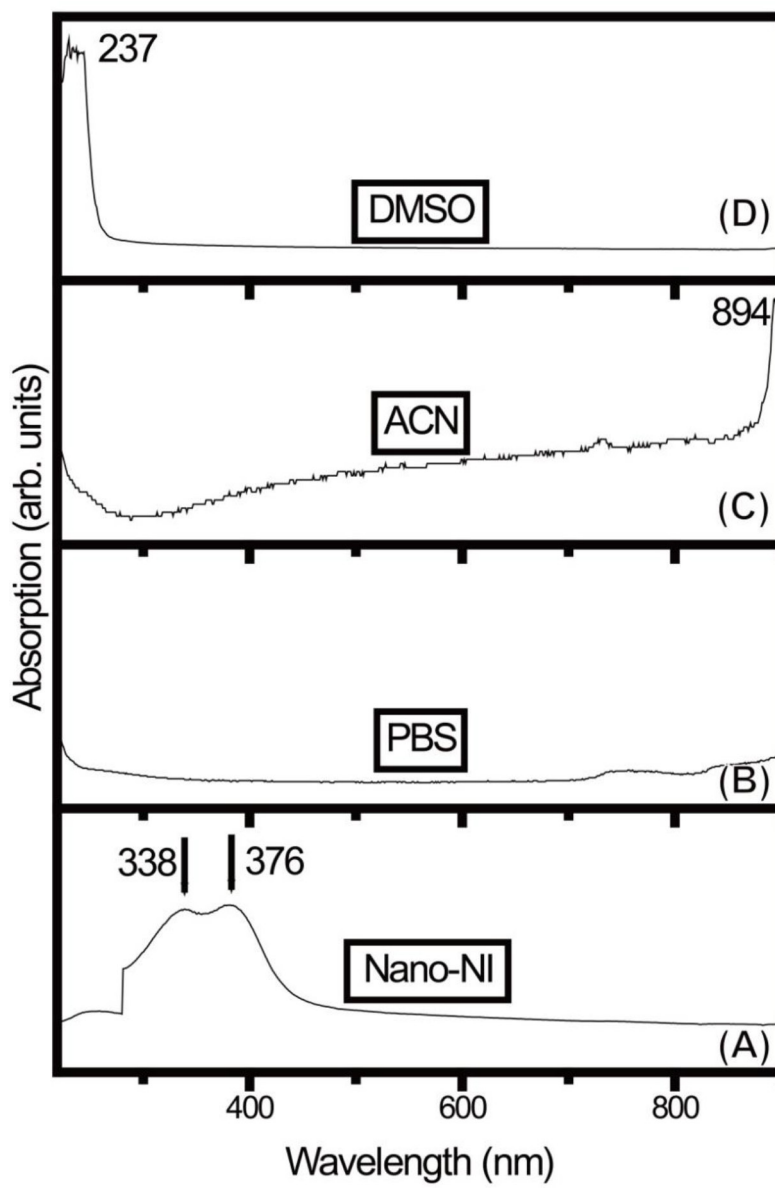 237
DMSO
(D)
894
ACN
(C)
Absorption (arb. units)
PBS
(B)
338
376
Nano-NI
(A)
400
600
800
Wavelength (nm)